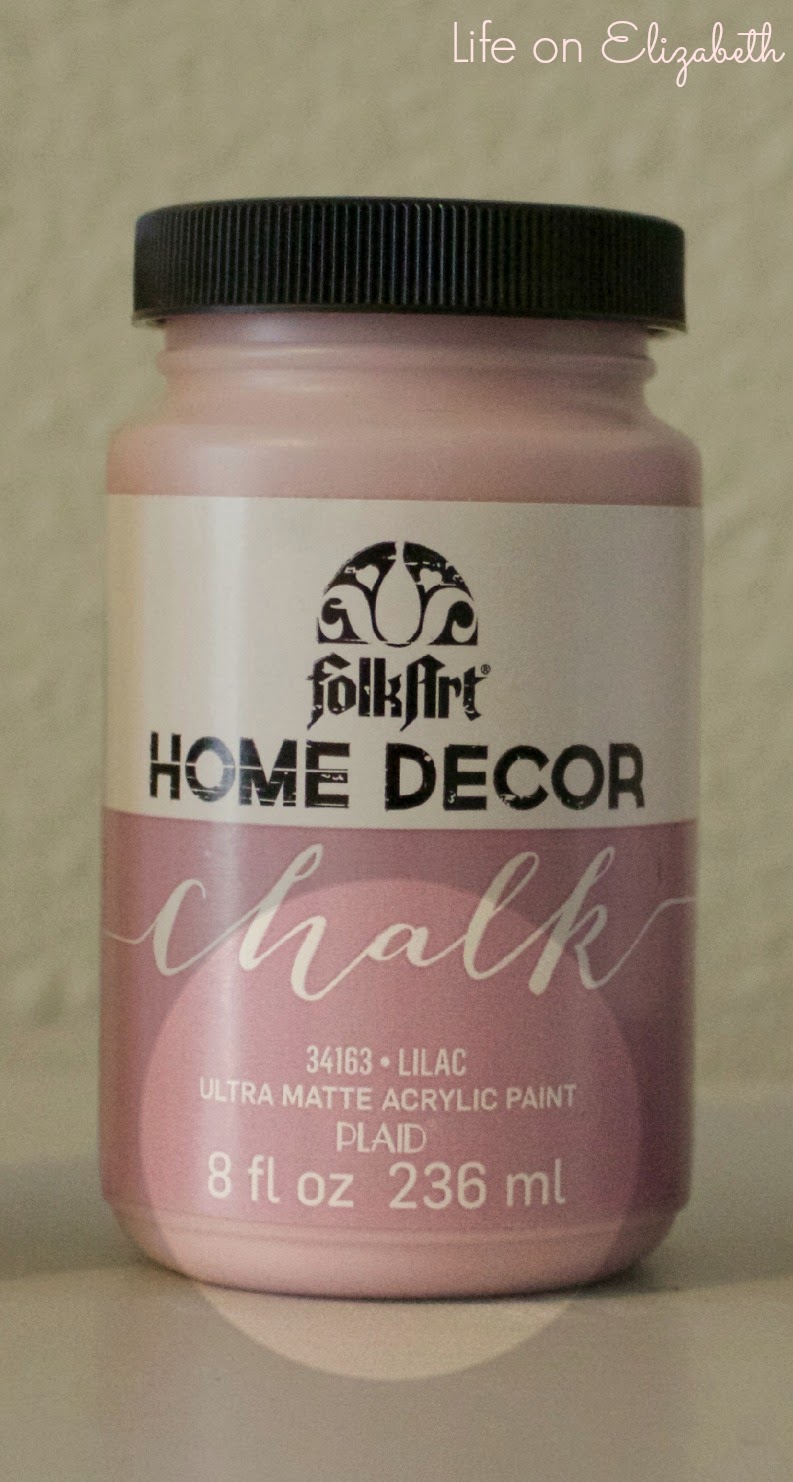 Life on Elizabeth
folkArt®
HOME DECOR
chalk
34163 • LILAC
ULTRA MATTE ACRYLIC PAINT
PLAID
8 fl oz 236 ml